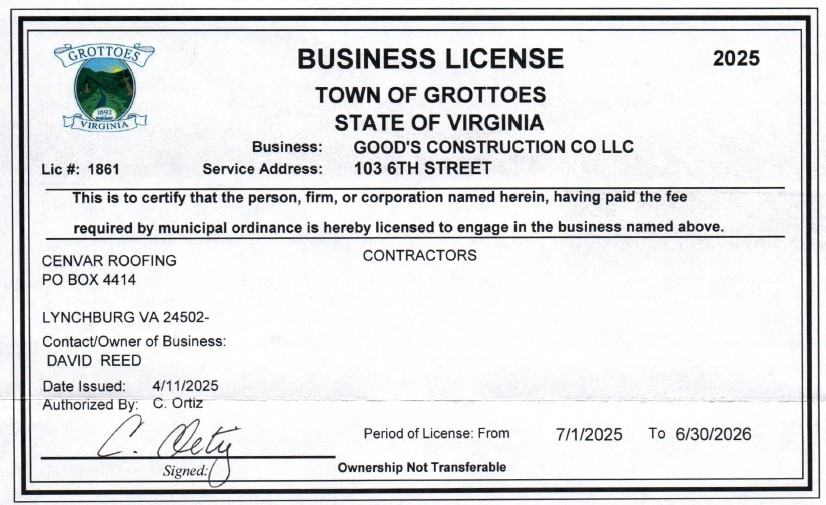 GROTTOES
1892
VIRGINIA
BUSINESS LICENSE 2025
TOWN OF GROTTOES
STATE OF VIRGINIA
Business: GOOD'S CONSTRUCTION CO LLC
Lic #: 1861 Service Address: 103 6TH STREET
This is to certify that the person, firm, or corporation named herein, having paid the fee
required by municipal ordinance is hereby licensed to engage in the business named above.
CENVAR ROOFING CONTRACTORS
PO BOX 4414
LYNCHBURG VA 24502-
Contact/Owner of Business:
DAVID REED
Date Issued: 4/11/2025
Authorized By: C. Ortiz
C. Ortiz
Period of License: From 7/1/2025 To 6/30/2026
Signed: Ownership Not Transferable